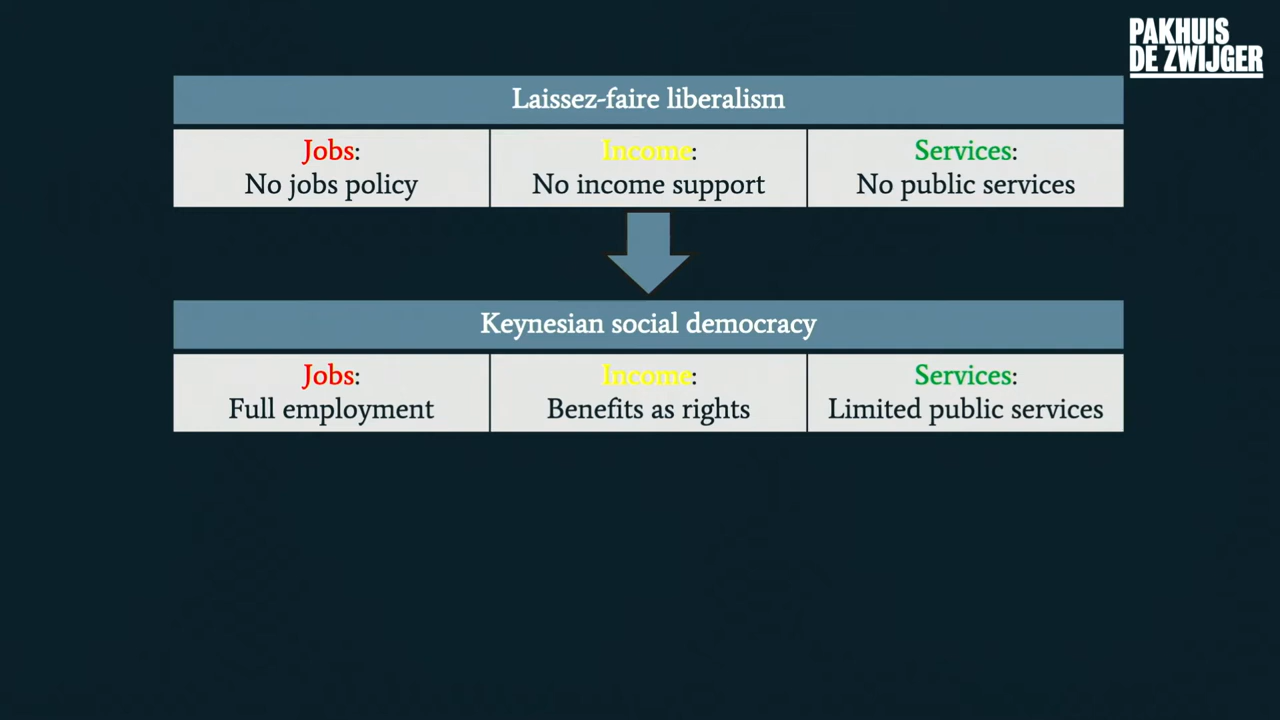 PAKHUIS
DE ZWIJGER
Laissez-faire liberalism
Jobs:
No jobs policy
Income:
No income support
Services:
No public services
Keynesian social democracy
Jobs:
Full employment
Income:
Benefits as rights
Services:
Limited public services